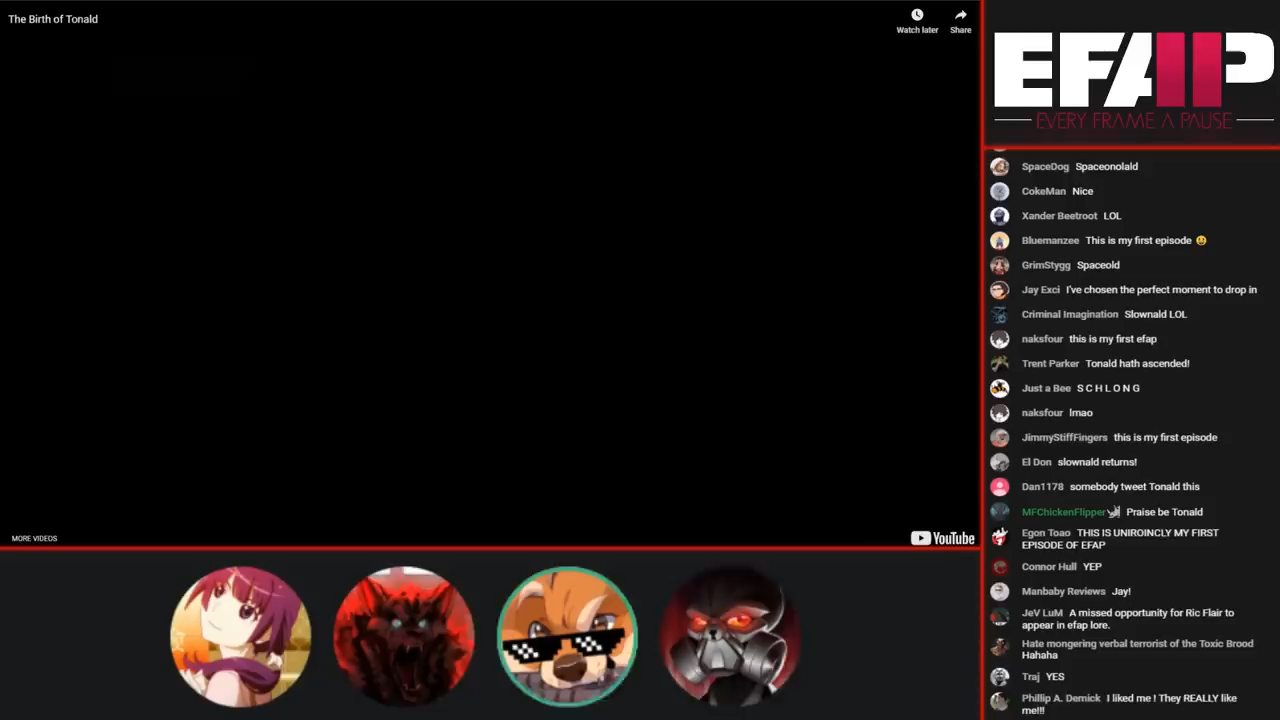 The Birth of Tonald
Watch later
Share
MORE VIDEOS
YouTube
EFAP
EVERY FRAME A PAUSE
SpaceDog Spaceonolald
CokeMan Nice
Xander Beetroot LOL
Bluemanzee This is my first episode 😃
GrimStygg Spaceold
Jay Exci I've chosen the perfect moment to drop in
Criminal Imagination Slownald LOL
naksfour this is my first efap
Trent Parker Tonald hath ascended!
Just a Bee S C H L O N G
naksfour lmao
JimmyStiffFingers this is my first episode
El Don slownald returns!
Dan1178 somebody tweet Tonald this
MFChickenFlipper Praise be Tonald
Egon Toao THIS IS UNIROINCLY MY FIRST
EPISODE OF EFAP
Connor Hull YEP
Manbaby Reviews Jay!
JeV LuM A missed opportunity for Ric Flair to
appear in efap lore.
Hate mongering verbal terrorist of the Toxic Brood
Hahaha
Traj YES
Phillip A. Demick I liked me ! They REALLY like
me!!!